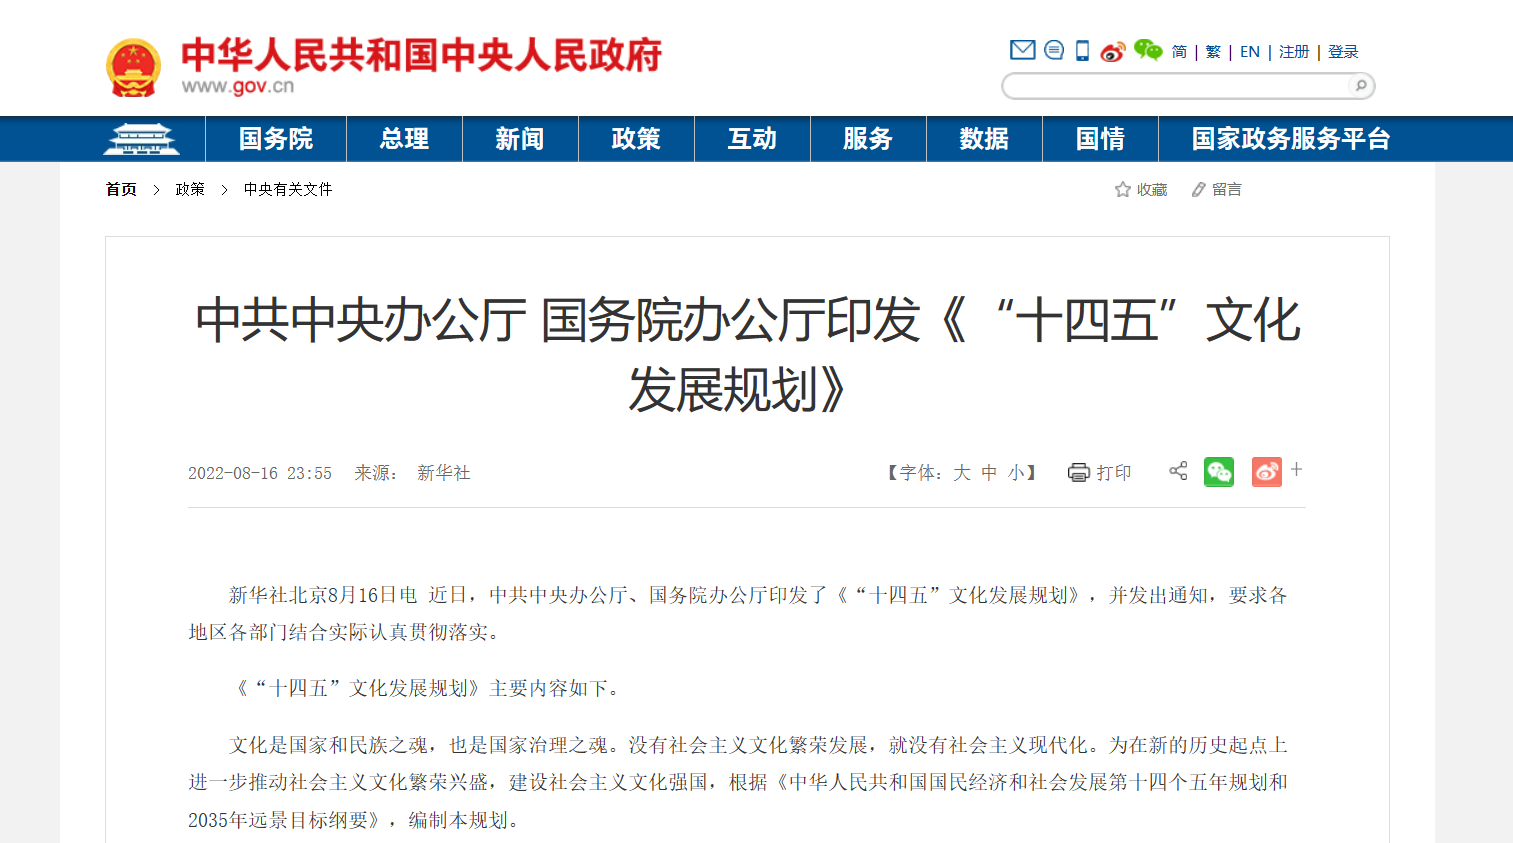 中华人民共和国中央人民政府
www.gov.cn
简 | 繁 | EN | 注册 | 登录
国务院 总理 新闻 政策 互动 服务 数据 国情 国家政务服务平台
首页 > 政策 > 中央有关文件
收藏 留言
中共中央办公厅 国务院办公厅印发《“十四五”文化
发展规划》
2022-08-16 23:55 来源： 新华社
【字体：大 中 小】 打印
新华社北京8月16日电 近日，中共中央办公厅、国务院办公厅印发了《“十四五”文化发展规划》，并发出通知，要求各
地区各部门结合实际认真贯彻落实。
《“十四五”文化发展规划》主要内容如下。
文化是国家和民族之魂，也是国家治理之魂。没有社会主义文化繁荣发展，就没有社会主义现代化。为在新的历史起点上
进一步推动社会主义文化繁荣兴盛，建设社会主义文化强国，根据《中华人民共和国国民经济和社会发展第十四个五年规划和
2035年远景目标纲要》，编制本规划。